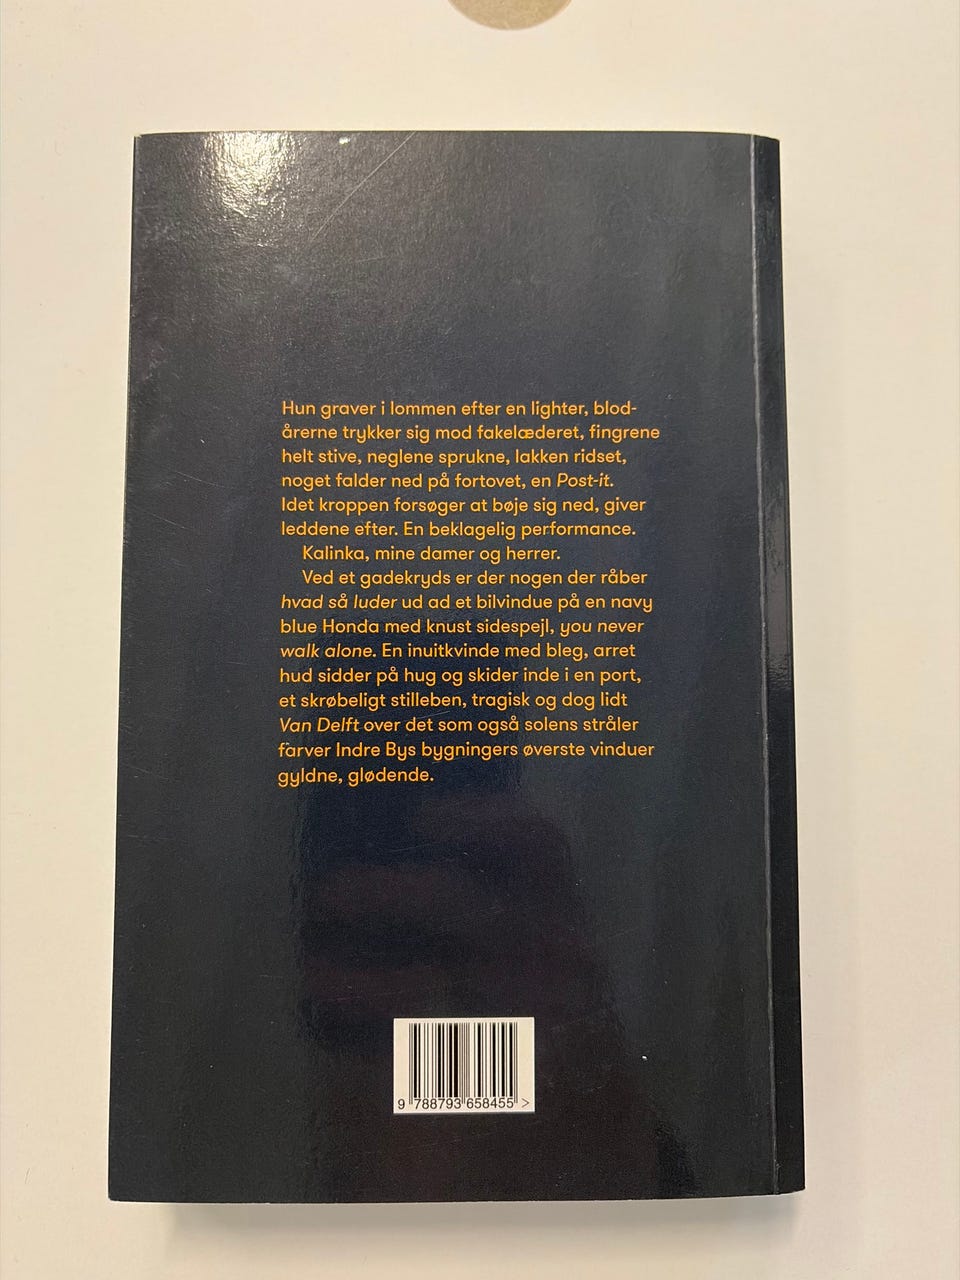 Hun graver i lommen efter en lighter, blod-
årerne trykker sig mod fakelæderet, fingrene
helt stive, neglene sprukne, lakken ridset,
noget falder ned på fortovet, en Post-it.
Idet kroppen forsøger at bøje sig ned, giver
leddene efter. En beklagelig performance.
Kalinka, mine damer og herrer.
Ved et gadekryds er der nogen der råber
hvad så luder ud ad et bilvindue på en navy
blue Honda med knust sidespejl, you never
walk alone. En inuitkvinde med bleg, arret
hud sidder på hug og skider inde i en port,
et skrøbeligt stilleben, tragisk og dog lidt
Van Delft over det som også solens stråler
farver Indre Bys bygningers øverste vinduer
gyldne, glødende.
9 788793 658455 >